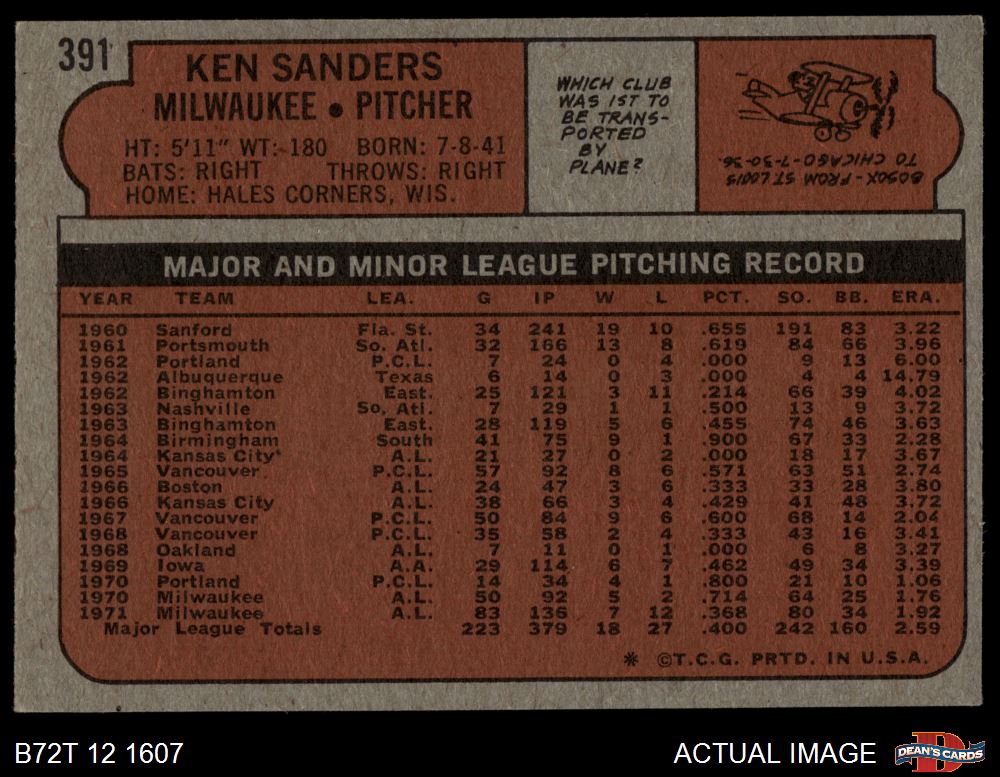 391
KEN SANDERS
MILWAUKEE • PITCHER
HT: 5'11" WT: 180 BORN: 7-8-41
BATS: RIGHT THROWS: RIGHT
HOME: HALES CORNERS, WIS.
WHICH CLUB
WAS 1ST TO
BE TRANS-
PORTED
BY
PLANE?
BOSOX - FROM ST. LOUIS
TO CHICAGO - 7-30-36.
MAJOR AND MINOR LEAGUE PITCHING RECORD
YEAR TEAM LEA. G IP W L PCT. SO. BB. ERA.
1960 Sanford Fla. St. 34 241 19 10 .655 191 83 3.22
1961 Portsmouth So. Atl. 32 166 13 8 .619 84 66 3.96
1962 Portland P.C.L. 7 24 0 4 .000 9 13 6.00
1962 Albuquerque Texas 6 14 0 3 .000 4 4 14.79
1962 Binghamton East. 25 121 3 11 .214 66 39 4.02
1963 Nashville So. Atl. 7 29 1 1 .500 13 9 3.72
1963 Binghamton East. 28 119 5 6 .455 74 46 3.63
1964 Birmingham South 41 75 9 1 .900 67 33 2.28
1964 Kansas City* A.L. 21 27 0 2 .000 18 17 3.67
1965 Vancouver P.C.L. 57 92 8 6 .571 63 51 2.74
1966 Boston A.L. 24 47 3 6 .333 33 28 3.80
1966 Kansas City A.L. 38 66 3 4 .429 41 48 3.72
1967 Vancouver P.C.L. 50 84 9 6 .600 68 14 2.04
1968 Vancouver P.C.L. 35 58 2 4 .333 43 16 3.41
1968 Oakland A.L. 7 11 0 1 .000 6 8 3.27
1969 Iowa A.A. 29 114 6 7 .462 49 34 3.39
1970 Portland P.C.L. 14 34 4 1 .800 21 10 1.06
1970 Milwaukee A.L. 50 92 5 2 .714 64 25 1.76
1971 Milwaukee A.L. 83 136 7 12 .368 80 34 1.92
Major League Totals 223 379 18 27 .400 242 160 2.59
* ©T.C.G. PRTD. IN U.S.A.
B72T 12 1607
ACTUAL IMAGE
D
DEAN'S CARDS